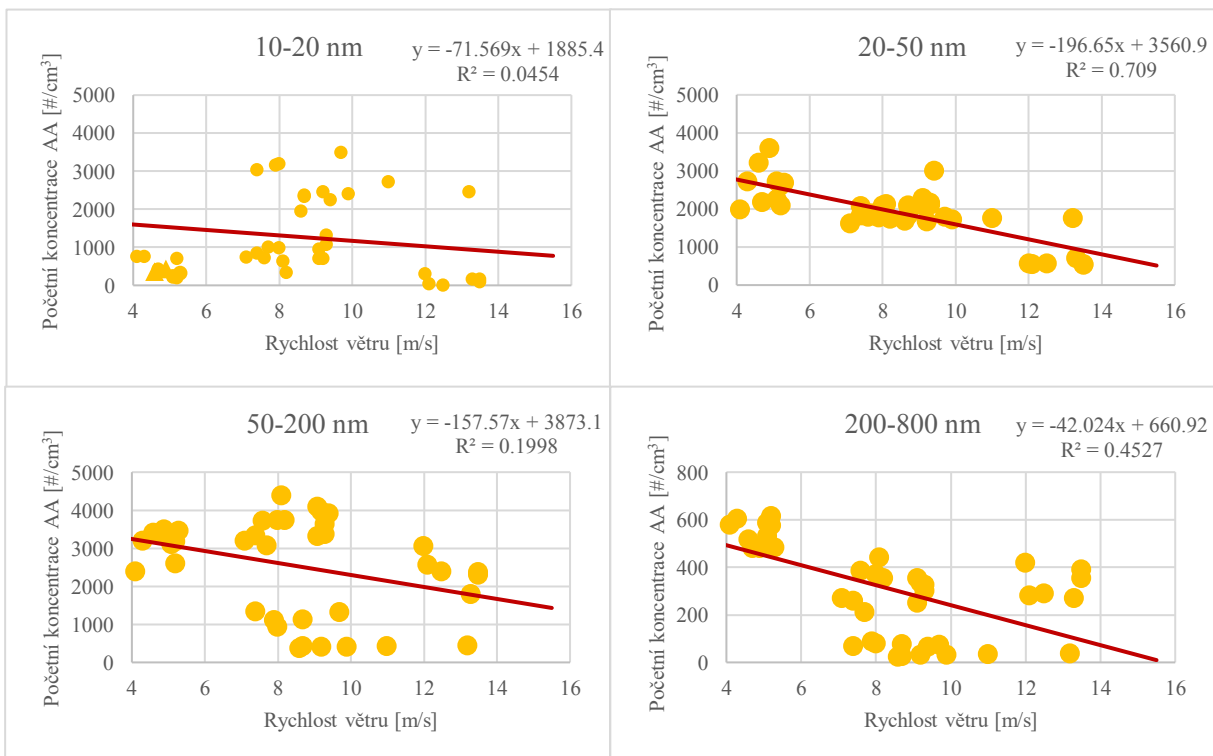 10-20 nm
y = -71.569x + 1885.4
R² = 0.0454
Početní koncentrace AA [#/cm³]
5000
4000
3000
2000
1000
0
4 6 8 10 12 14 16
Rychlost větru [m/s]
20-50 nm
y = -196.65x + 3560.9
R² = 0.709
Početní koncentrace AA [#/cm³]
5000
4000
3000
2000
1000
0
4 6 8 10 12 14 16
Rychlost větru [m/s]
50-200 nm
y = -157.57x + 3873.1
R² = 0.1998
Početní koncentrace AA [#/cm³]
5000
4000
3000
2000
1000
0
4 6 8 10 12 14 16
Rychlost větru [m/s]
200-800 nm
y = -42.024x + 660.92
R² = 0.4527
Početní koncentrace AA [#/cm³]
800
600
400
200
0
4 6 8 10 12 14 16
Rychlost větru [m/s]